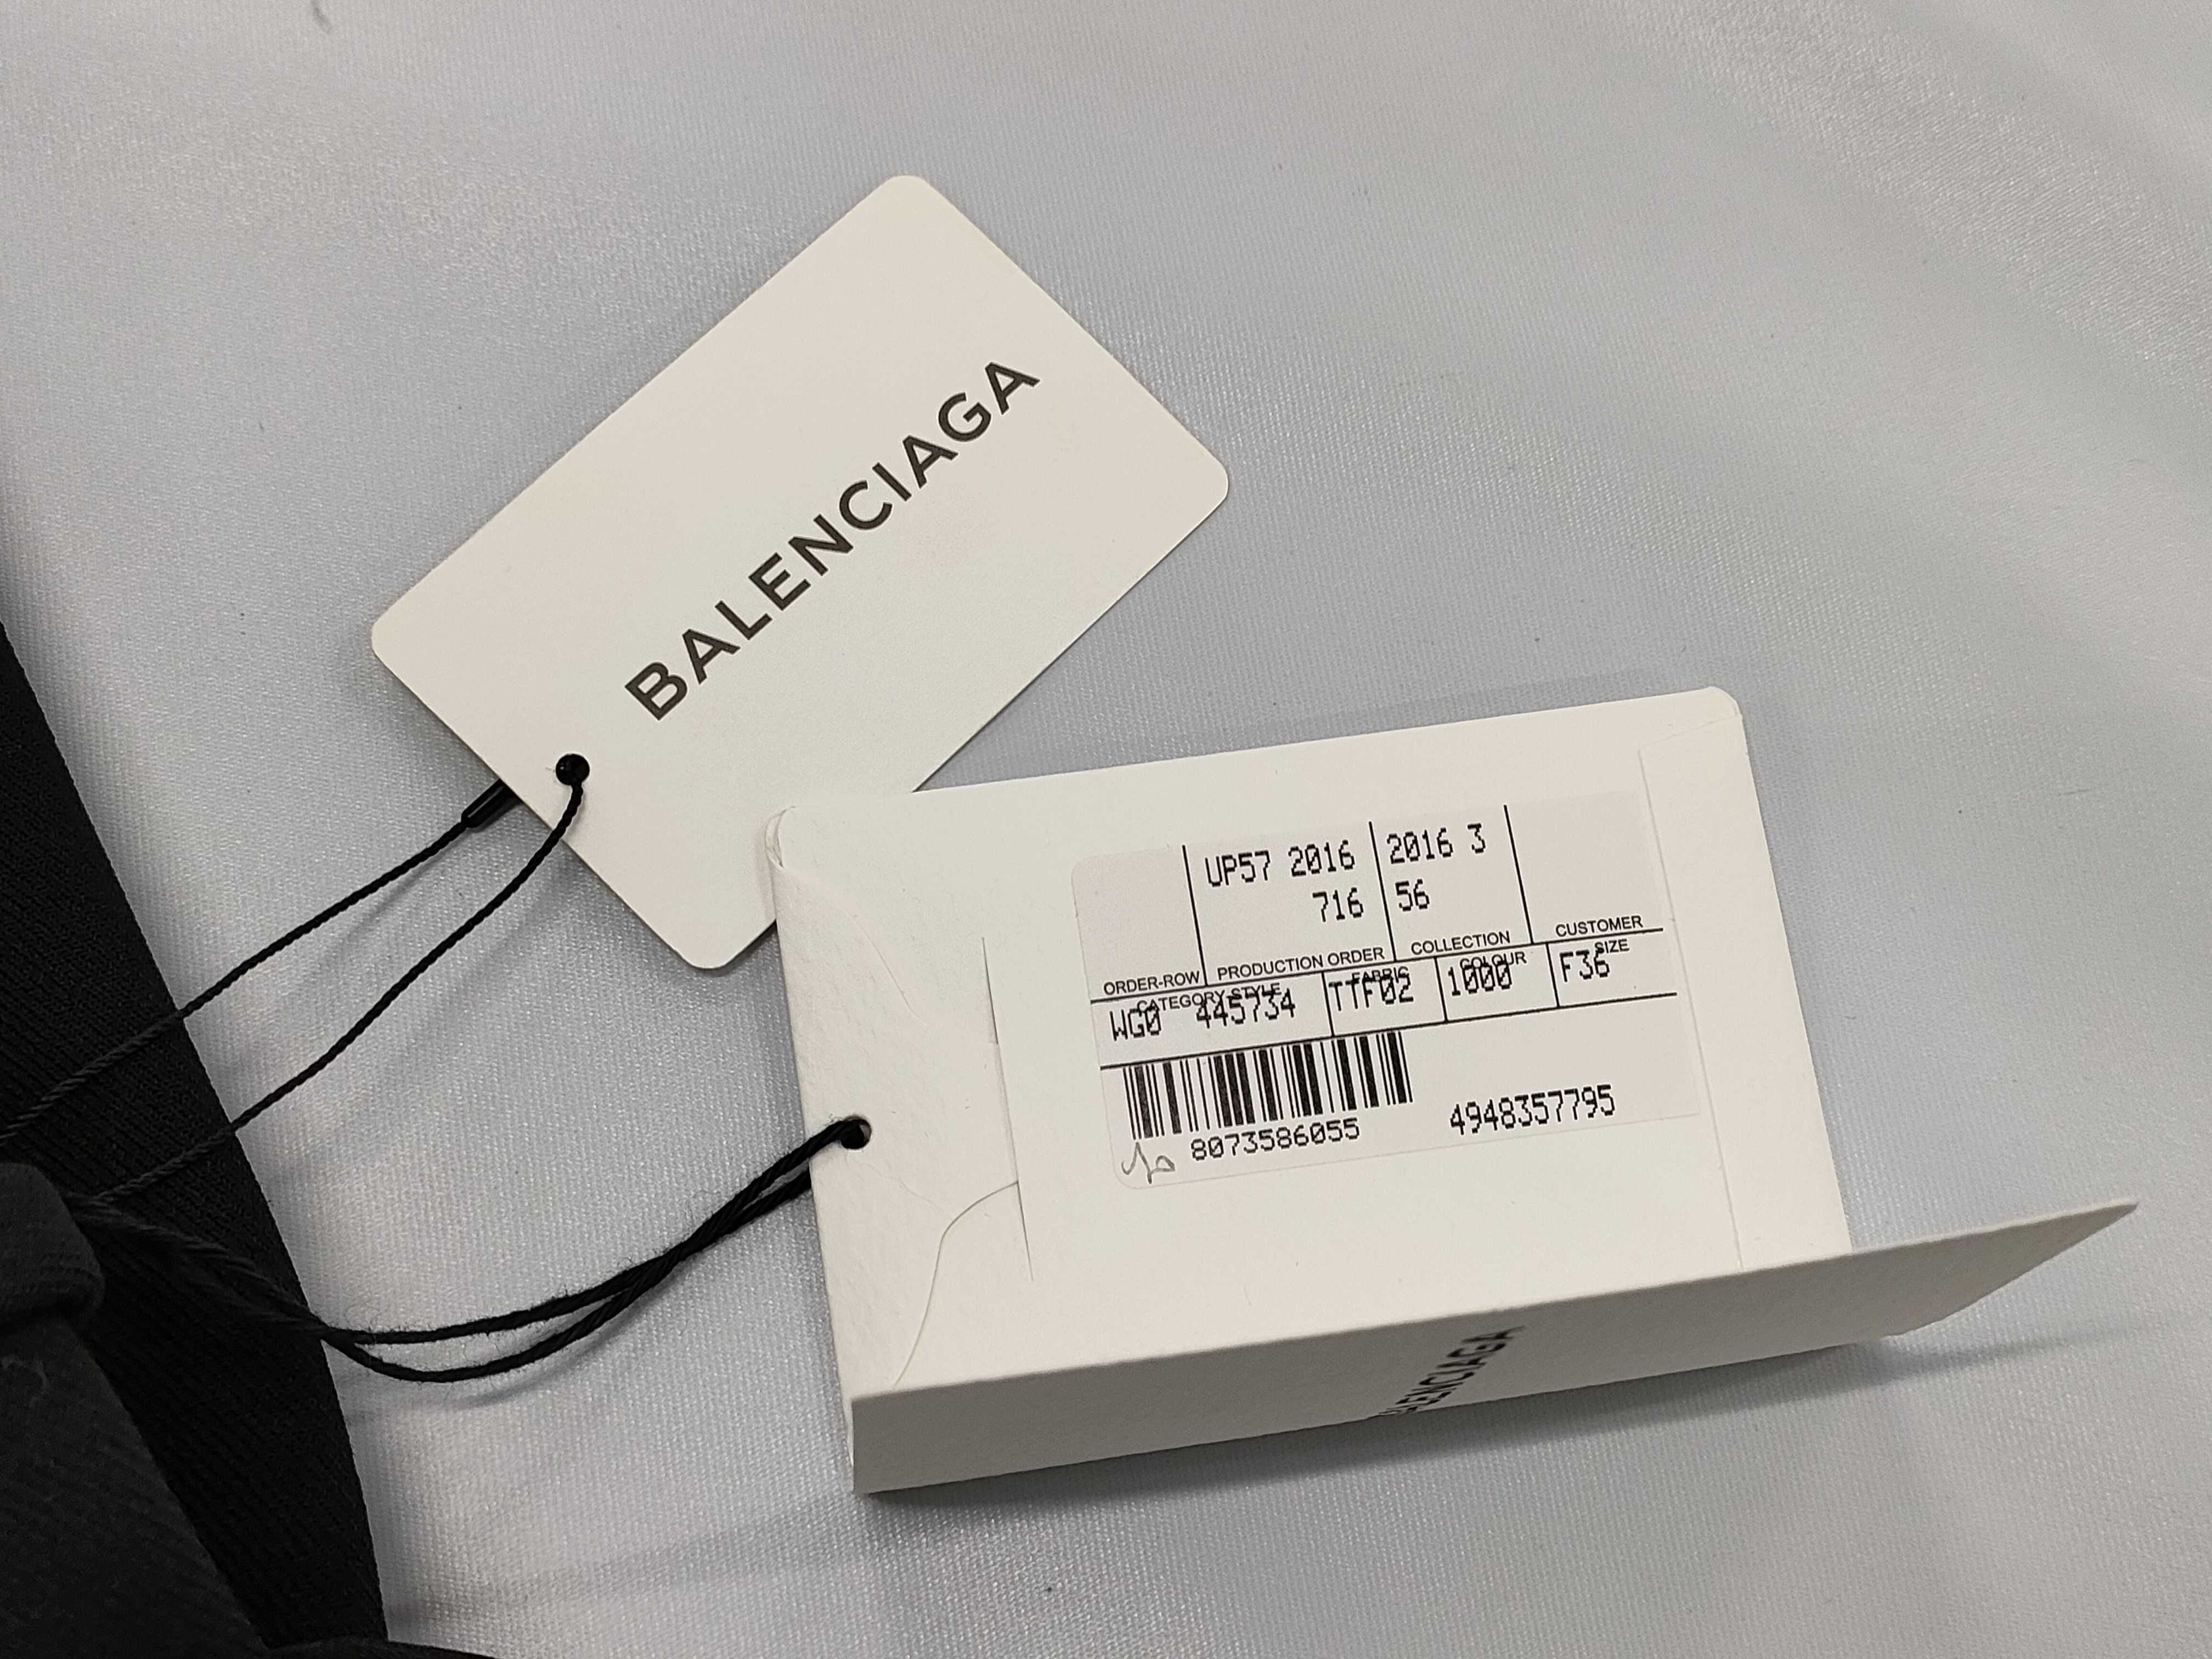 BALENCIAGA
UP57 2016
716
2016 3
56
ORDER-ROW
PRODUCTION ORDER
COLLECTION
CUSTOMER
CATEGORY-STYLE
FABRIC
COLOUR
SIZE
WG0 445734
TTF02
1000
F36
8073586055
4948357795
BALENCIAGA